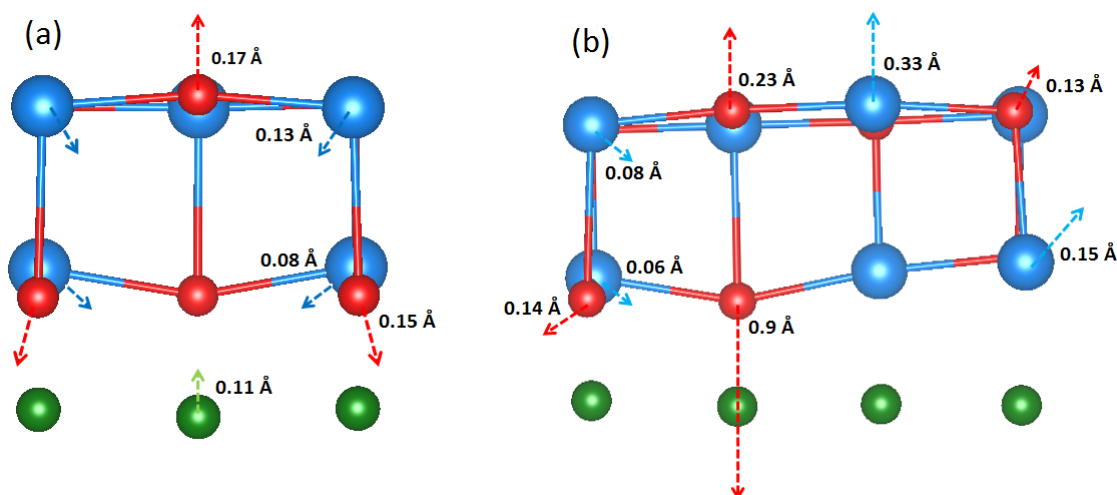 (a)
0.17 Å
0.13 Å
0.08 Å
0.15 Å
0.11 Å
(b)
0.23 Å
0.33 Å
0.13 Å
0.08 Å
0.06 Å
0.15 Å
0.14 Å
0.9 Å